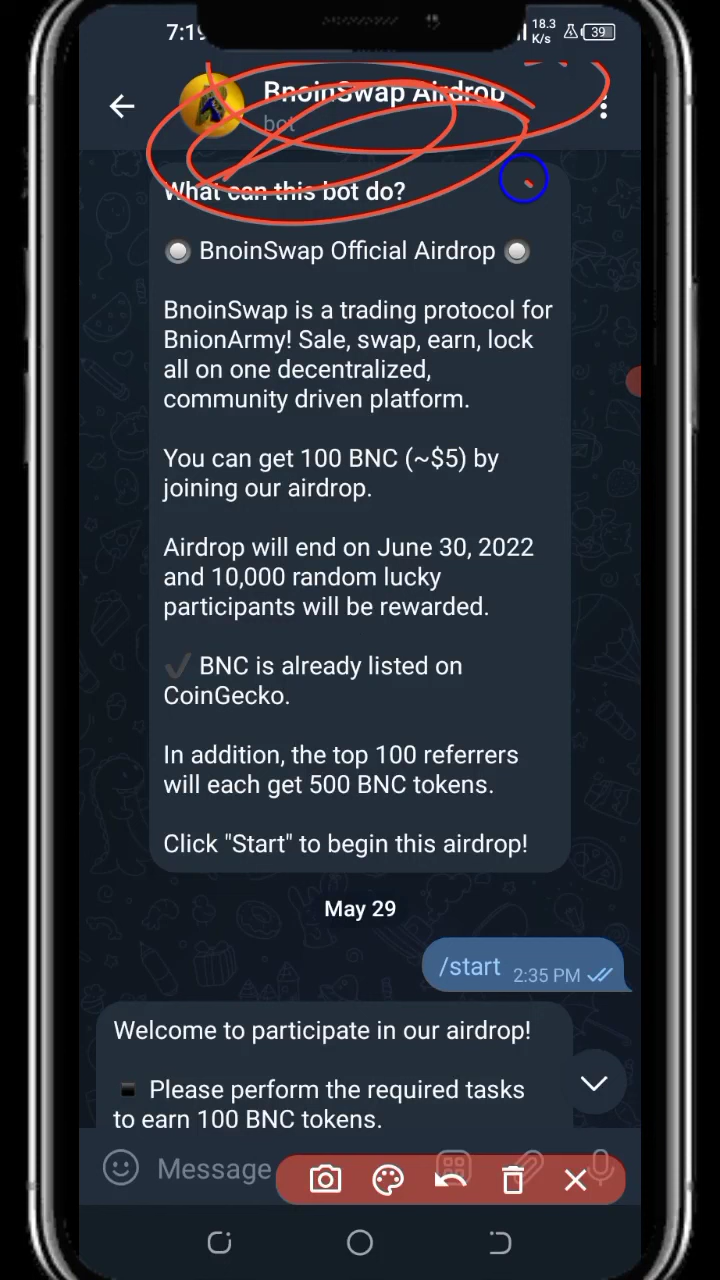 7:19
18.3
K/s
39
BnoinSwap Airdrop
bot
What can this bot do?
BnoinSwap Official Airdrop
BnoinSwap is a trading protocol for
BnionArmy! Sale, swap, earn, lock
all on one decentralized,
community driven platform.
You can get 100 BNC (~$5) by
joining our airdrop.
Airdrop will end on June 30, 2022
and 10,000 random lucky
participants will be rewarded.
✔ BNC is already listed on
CoinGecko.
In addition, the top 100 referrers
will each get 500 BNC tokens.
Click "Start" to begin this airdrop!
May 29
/start 2:35 PM
Welcome to participate in our airdrop!
▪ Please perform the required tasks
to earn 100 BNC tokens.
Message